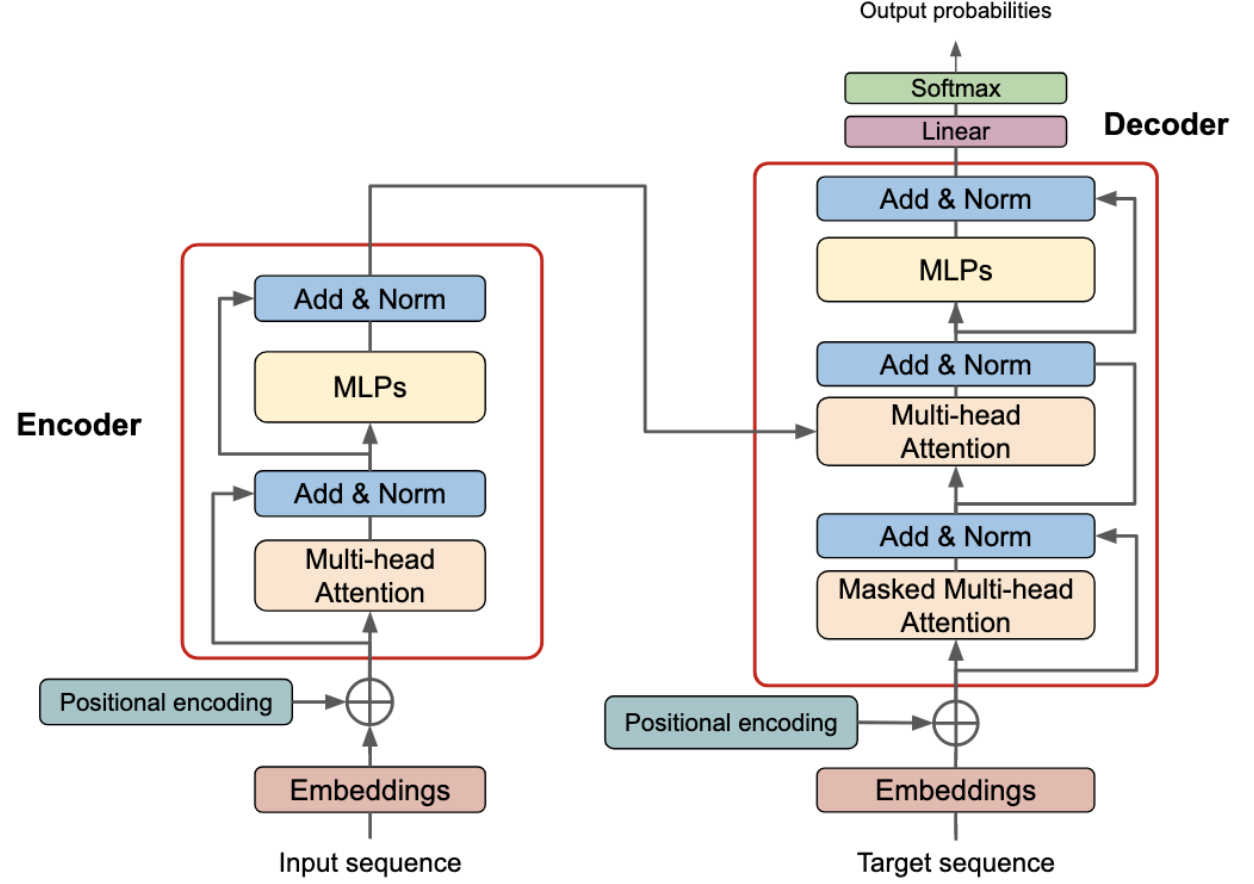 Output probabilities
Softmax
Linear
Decoder
Add & Norm
MLPs
Add & Norm
Multi-head
Attention
Add & Norm
Masked Multi-head
Attention
Positional encoding
Embeddings
Target sequence
Encoder
Add & Norm
MLPs
Add & Norm
Multi-head
Attention
Positional encoding
Embeddings
Input sequence